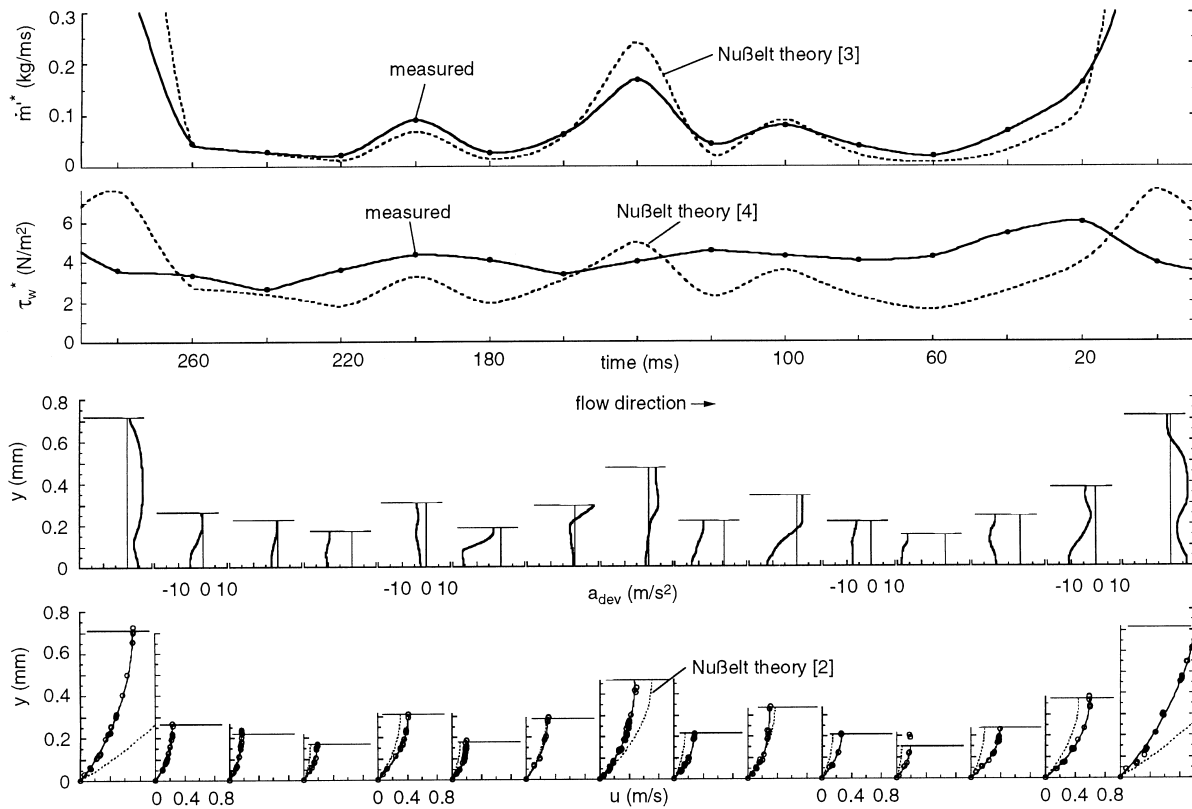 0.3
0.2
0.1
0
ṁ'* (kg/ms)
measured
Nußelt theory [3]
6
4
2
0
τw* (N/m²)
measured
Nußelt theory [4]
260 220 180 time (ms) 100 60 20
flow direction →
0.8
0.6
0.4
0.2
0
y (mm)
-10 0 10 -10 0 10 adev (m/s²) -10 0 10 -10 0 10
0.8
0.6
0.4
0.2
0
y (mm)
Nußelt theory [2]
0 0.4 0.8 0 0.4 0.8 u (m/s) 0 0.4 0.8 0 0.4 0.8